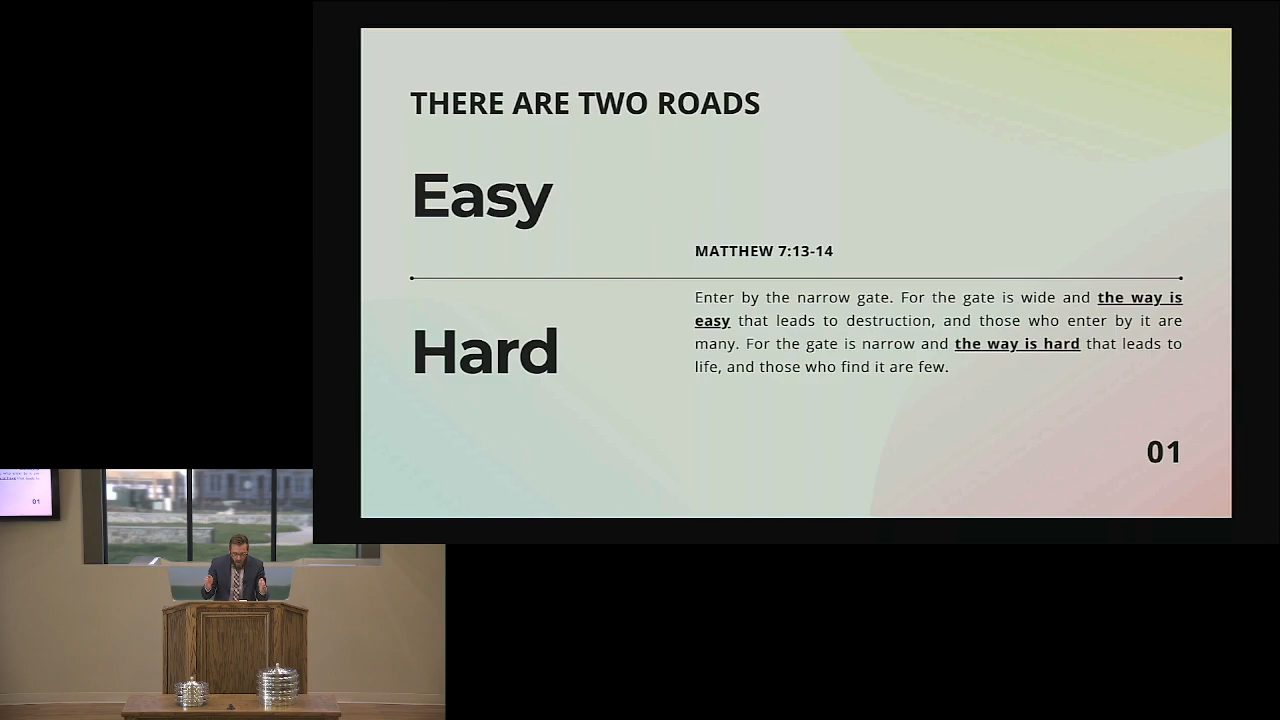 THERE ARE TWO ROADS
Easy
MATTHEW 7:13-14
Enter by the narrow gate. For the gate is wide and the way is
easy that leads to destruction, and those who enter by it are
many. For the gate is narrow and the way is hard that leads to
life, and those who find it are few.
Hard
01
01